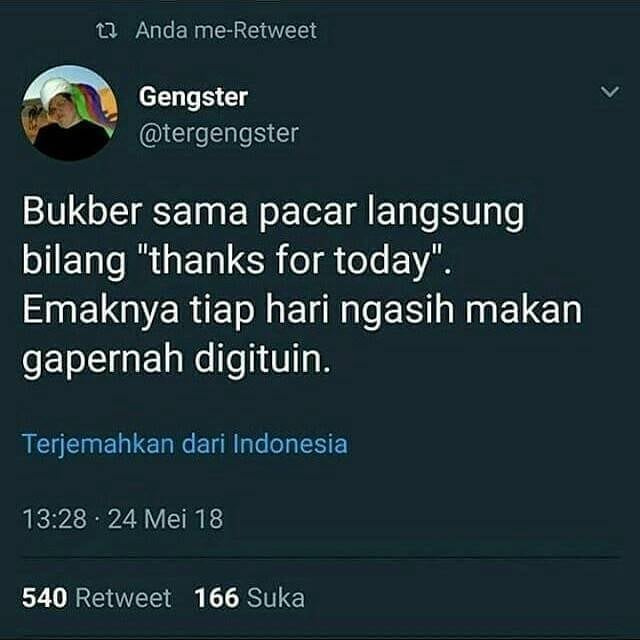 Anda me-Retweet
Gengster
@tergengster
Bukber sama pacar langsung
bilang "thanks for today".
Emaknya tiap hari ngasih makan
gapernah digituin.
Terjemahkan dari Indonesia
13:28 · 24 Mei 18
540 Retweet 166 Suka